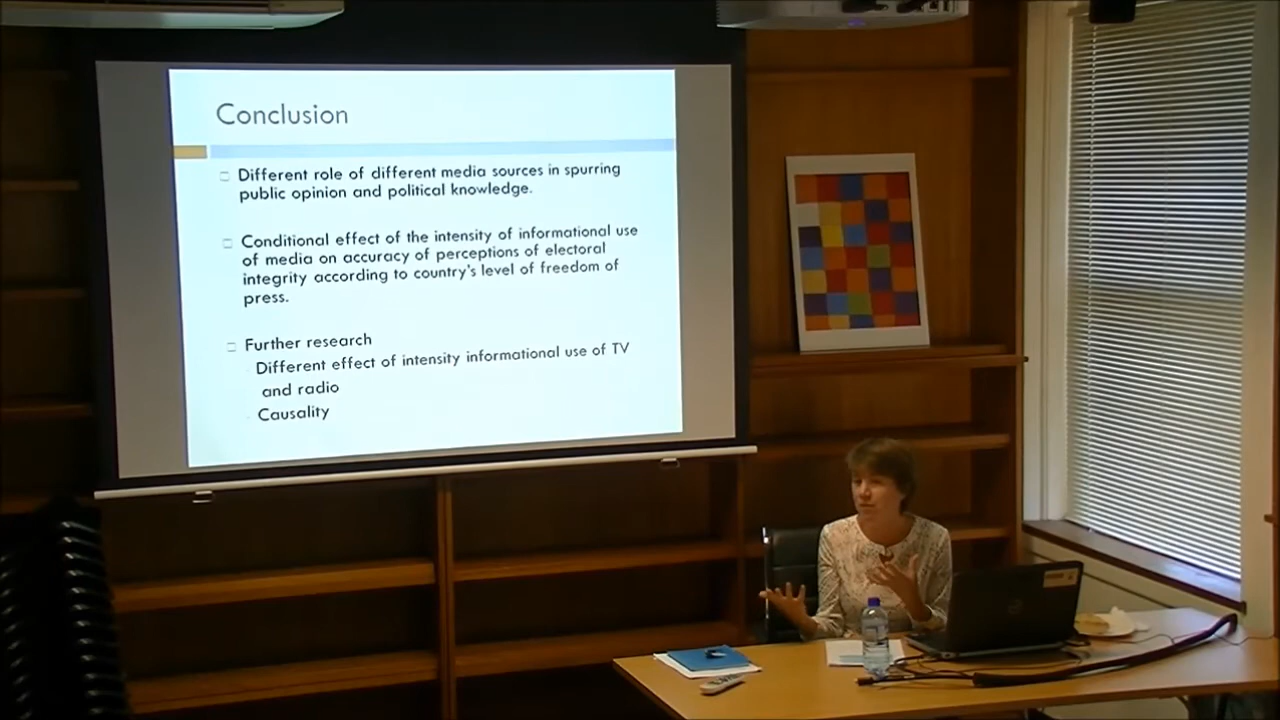 Conclusion
Different role of different media sources in spurring
public opinion and political knowledge.
Conditional effect of the intensity of informational use
of media on accuracy of perceptions of electoral
integrity according to country's level of freedom of
press.
Further research
Different effect of intensity informational use of TV
and radio
Causality